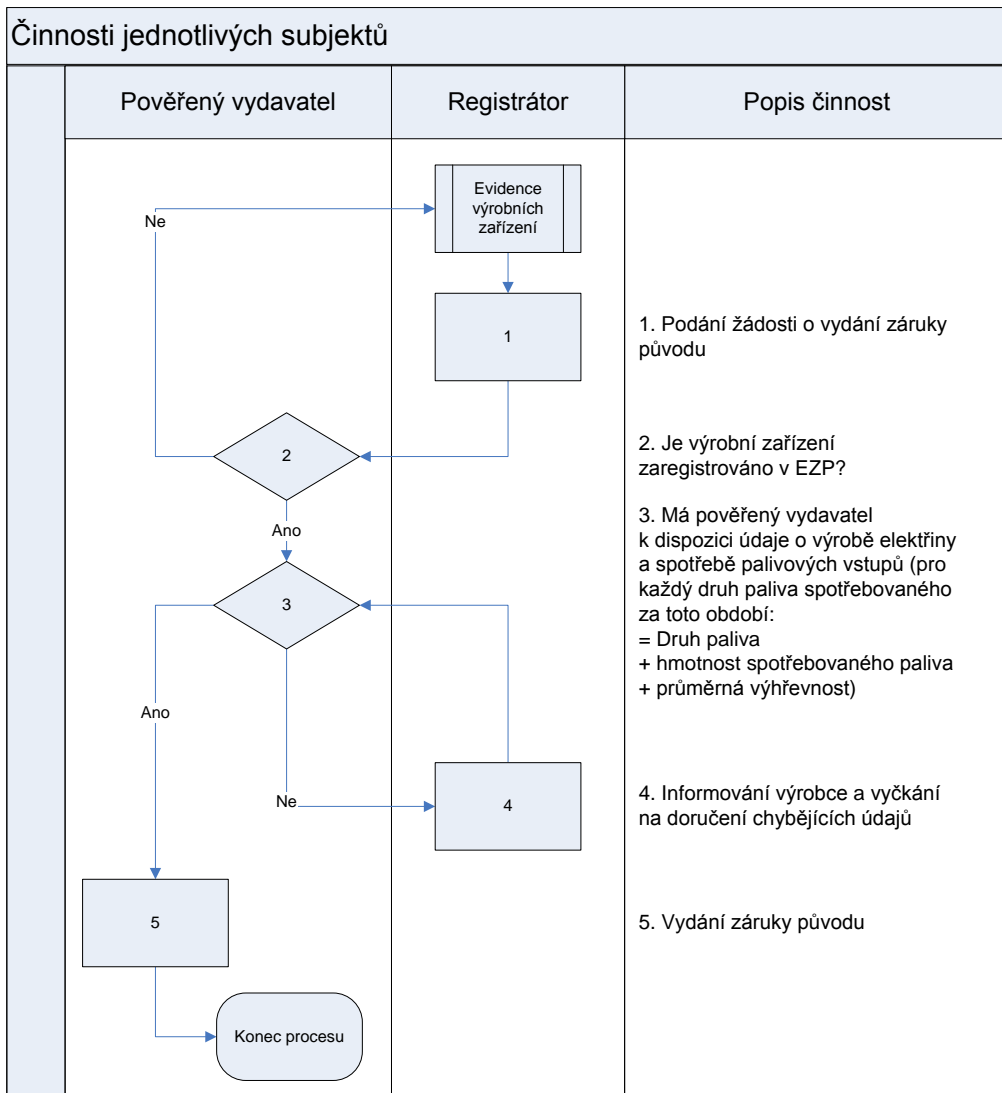 Činnosti jednotlivých subjektů
Pověřený vydavatel
Registrátor
Popis činnost
Evidence
výrobních
zařízení
Ne
1
1. Podání žádosti o vydání záruky
původu
2
2. Je výrobní zařízení
zaregistrováno v EZP?
Ano
3
3. Má pověřený vydavatel
k dispozici údaje o výrobě elektřiny
a spotřebě palivových vstupů (pro
každý druh paliva spotřebovaného
za toto období:
= Druh paliva
+ hmotnost spotřebovaného paliva
+ průměrná výhřevnost)
Ano
Ne
4
4. Informování výrobce a vyčkání
na doručení chybějících údajů
5
5. Vydání záruky původu
Konec procesu